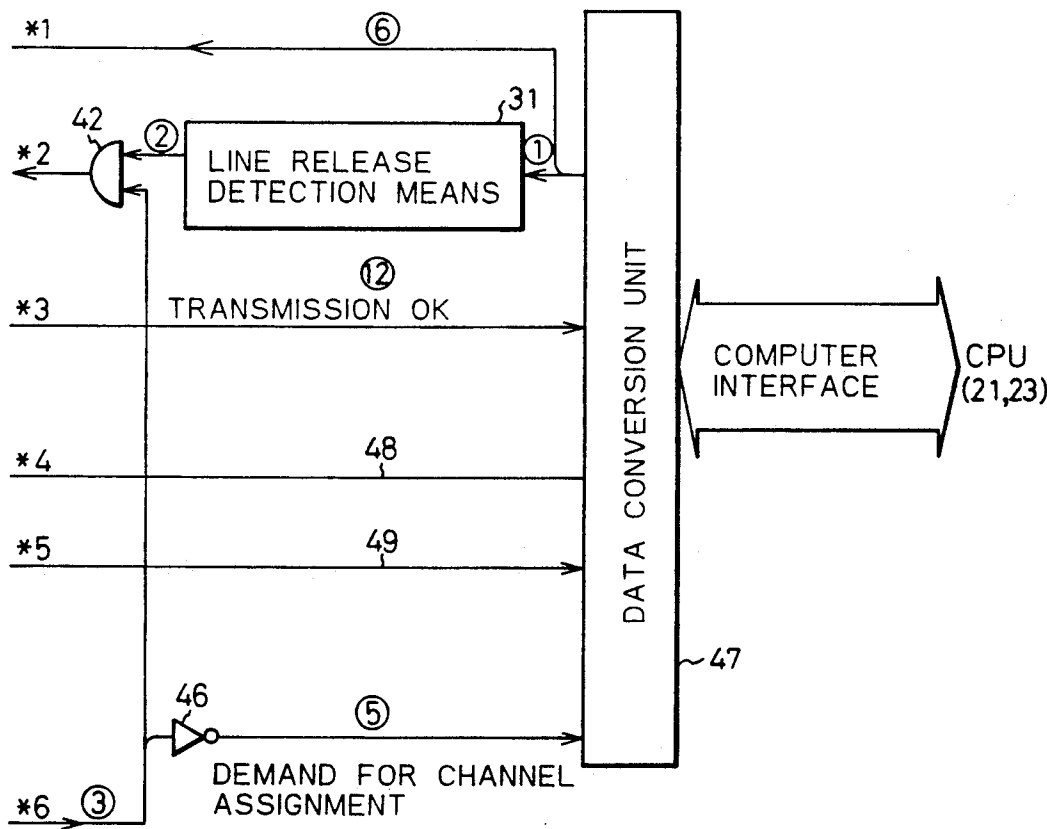 *1
⑥
31
42
②
①
*2
LINE RELEASE
DETECTION MEANS
⑫
*3
TRANSMISSION OK
DATA CONVERSION UNIT
COMPUTER
INTERFACE
CPU
(21,23)
*4
48
*5
49
47
46
⑤
DEMAND FOR CHANNEL
ASSIGNMENT
*6
③